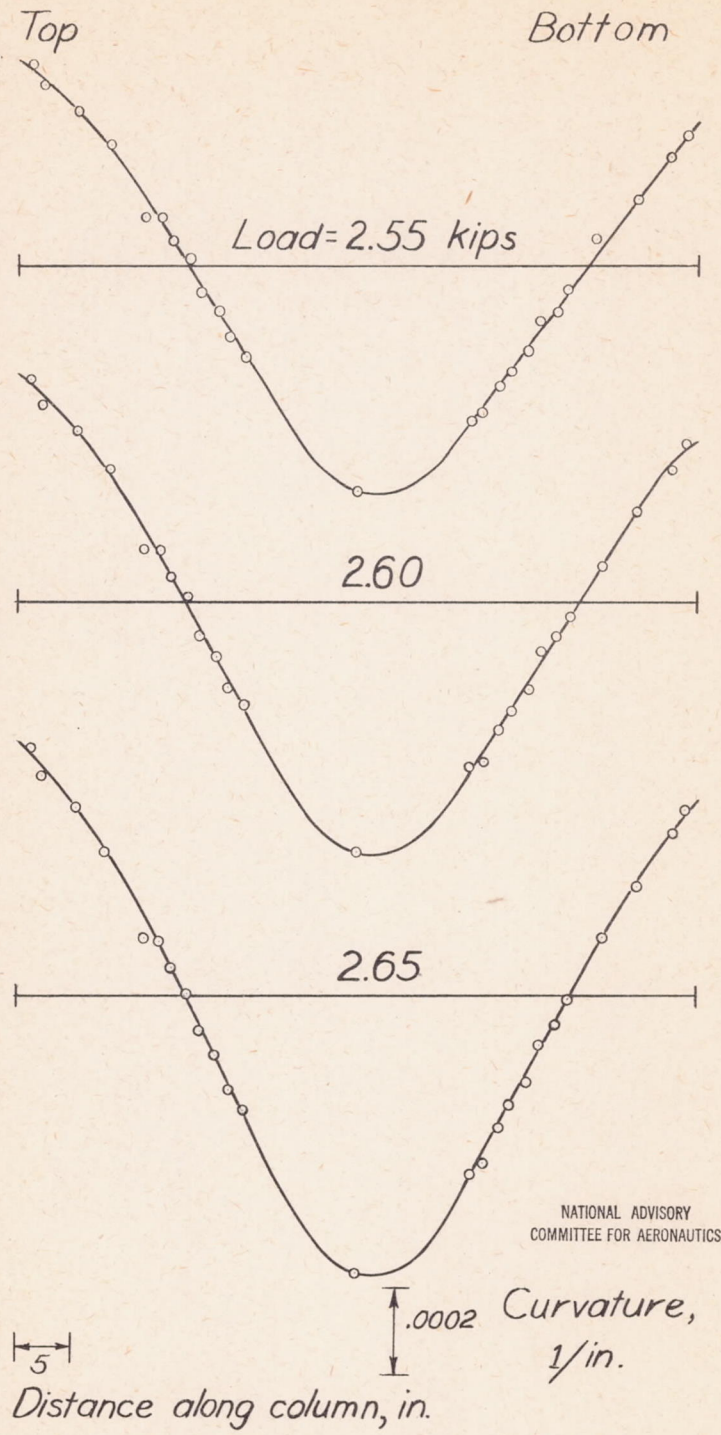 Top
Bottom
Load=2.55 kips
2.60
2.65
NATIONAL ADVISORY
COMMITTEE FOR AERONAUTICS
.0002
Curvature,
1/in.
5
Distance along column, in.